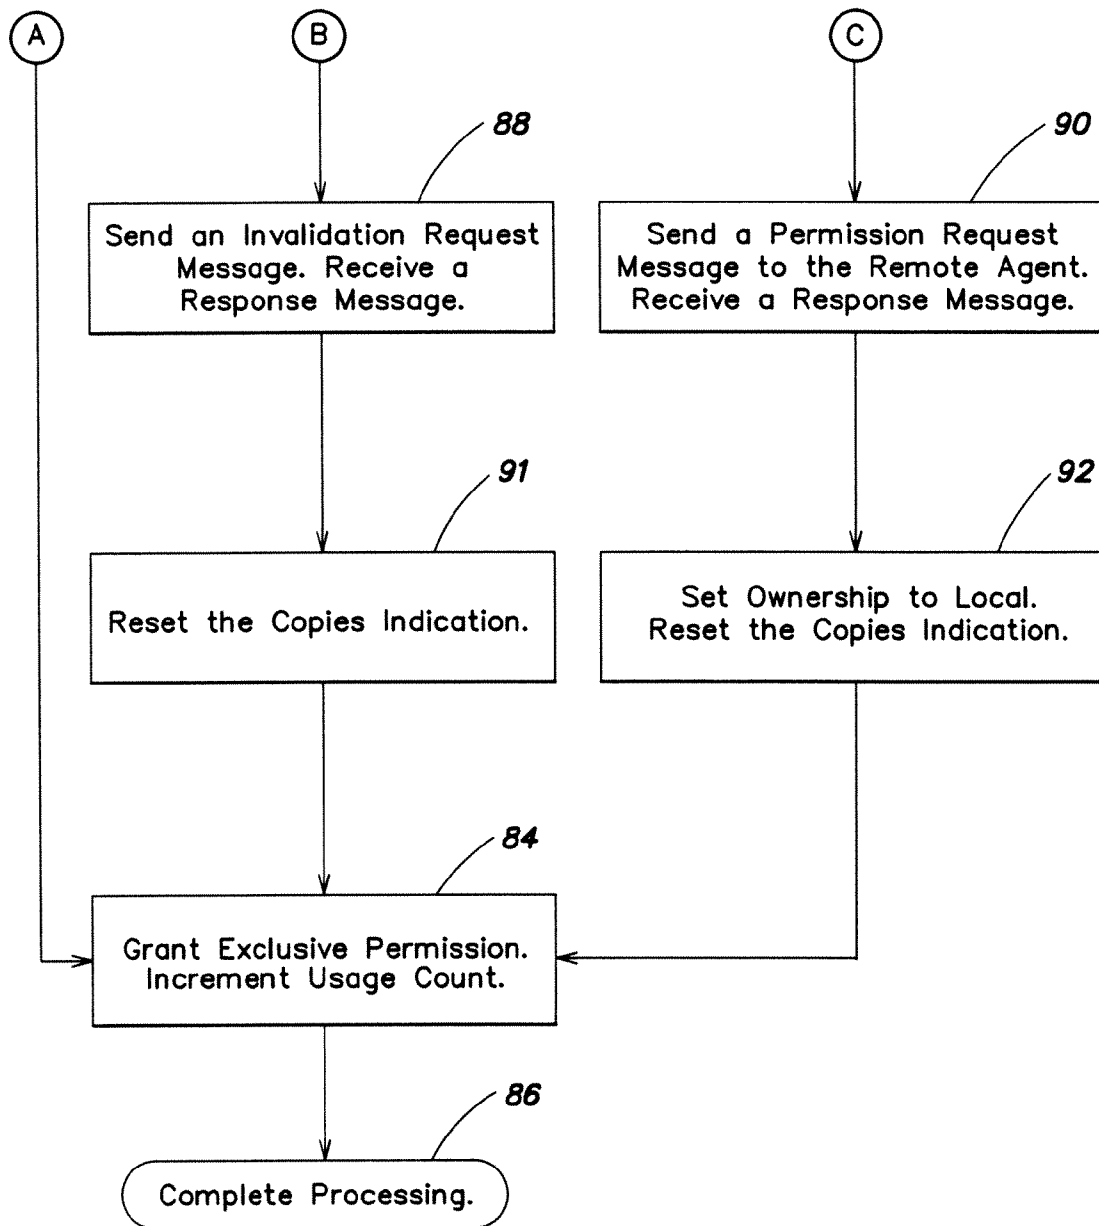 A
B
C
88
90
Send an Invalidation Request
Message. Receive a
Response Message.
Send a Permission Request
Message to the Remote Agent.
Receive a Response Message.
91
92
Reset the Copies Indication.
Set Ownership to Local.
Reset the Copies Indication.
84
Grant Exclusive Permission.
Increment Usage Count.
86
Complete Processing.